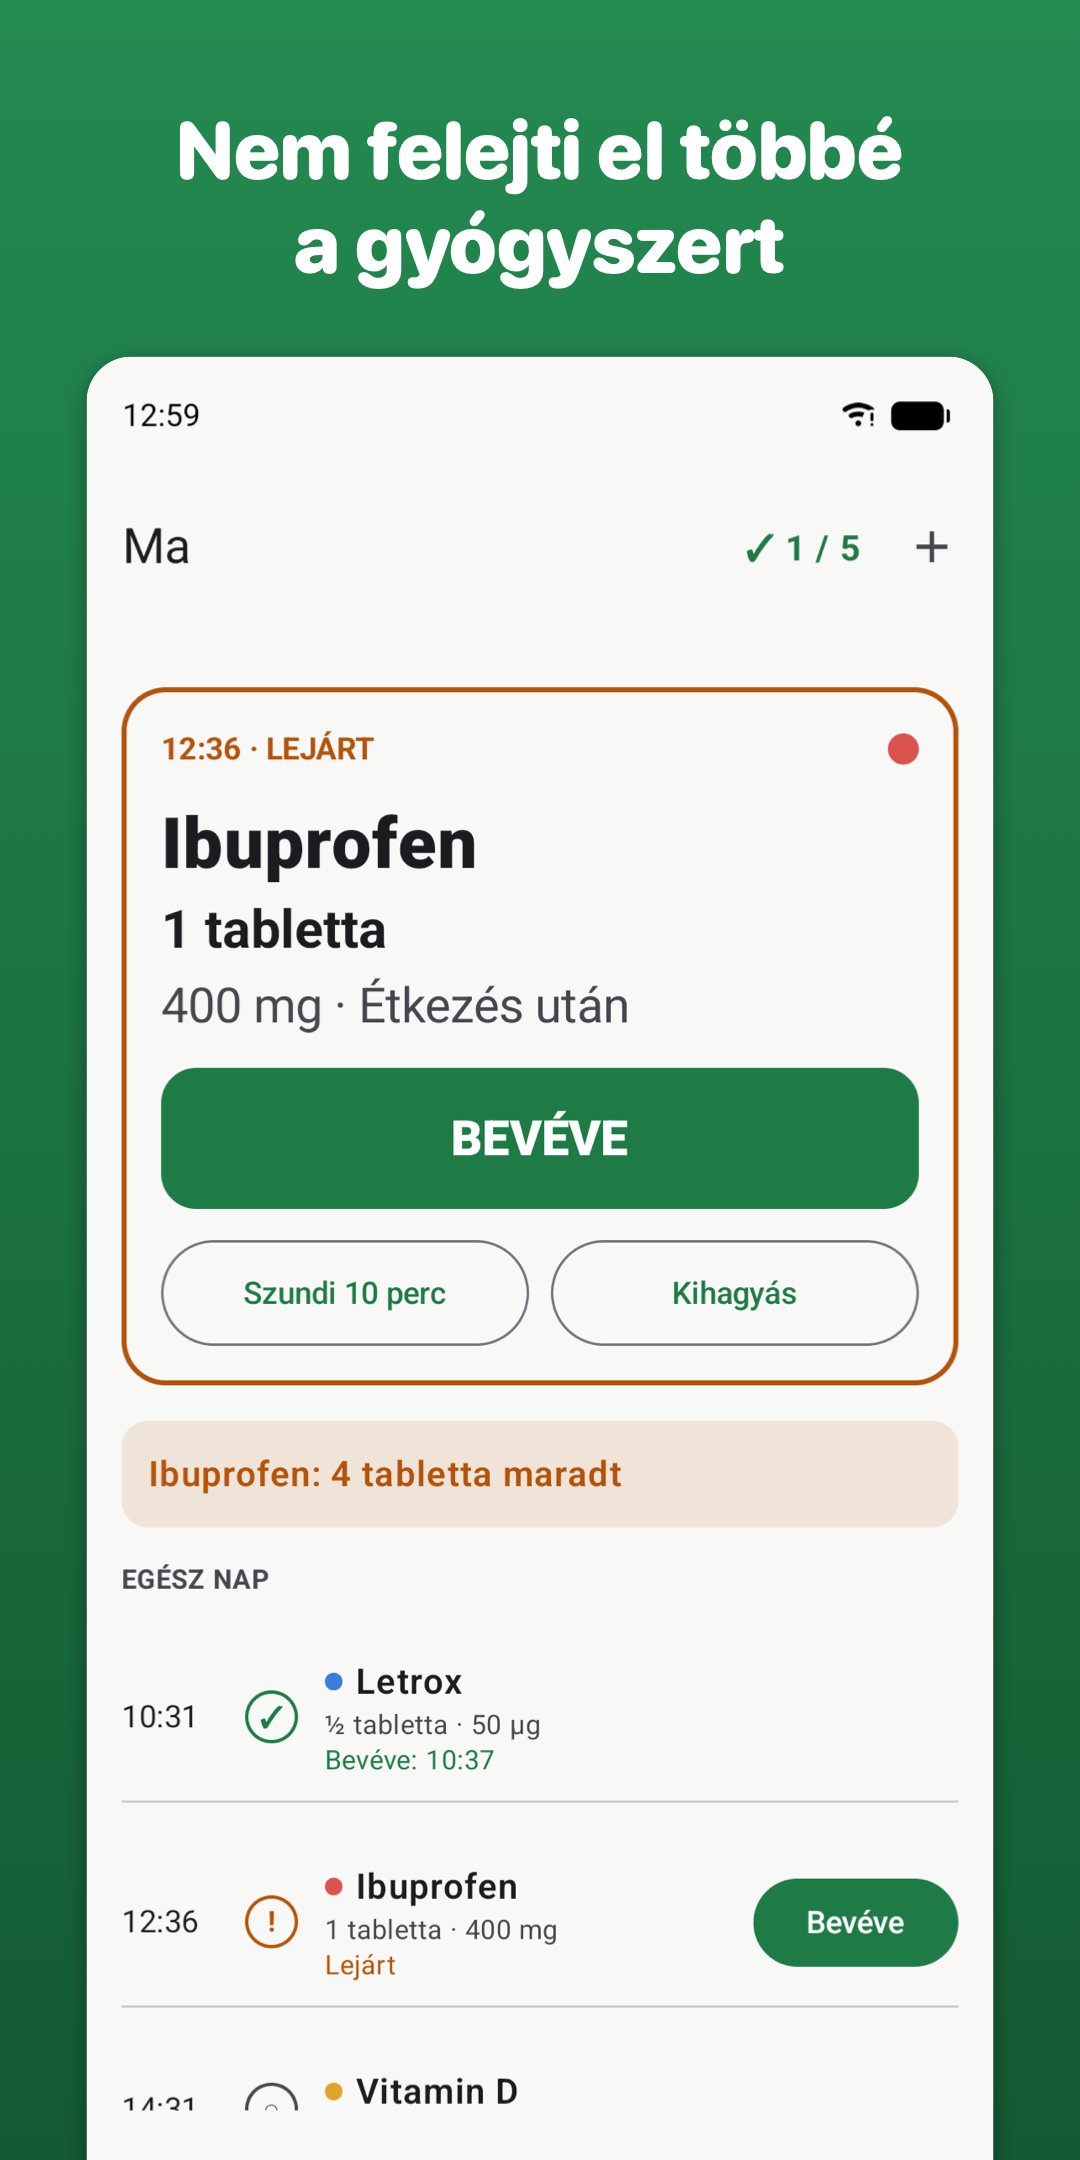 Nem felejti el többé
a gyógyszert
12:59
Ma
✓ 1 / 5 +
12:36 · LEJÁRT
Ibuprofen
1 tabletta
400 mg · Étkezés után
BEVÉVE
Szundi 10 perc
Kihagyás
Ibuprofen: 4 tabletta maradt
EGÉSZ NAP
10:31
✓
Letrox
½ tabletta · 50 µg
Bevéve: 10:37
12:36
!
Ibuprofen
1 tabletta · 400 mg
Lejárt
Bevéve
14:31
Vitamin D